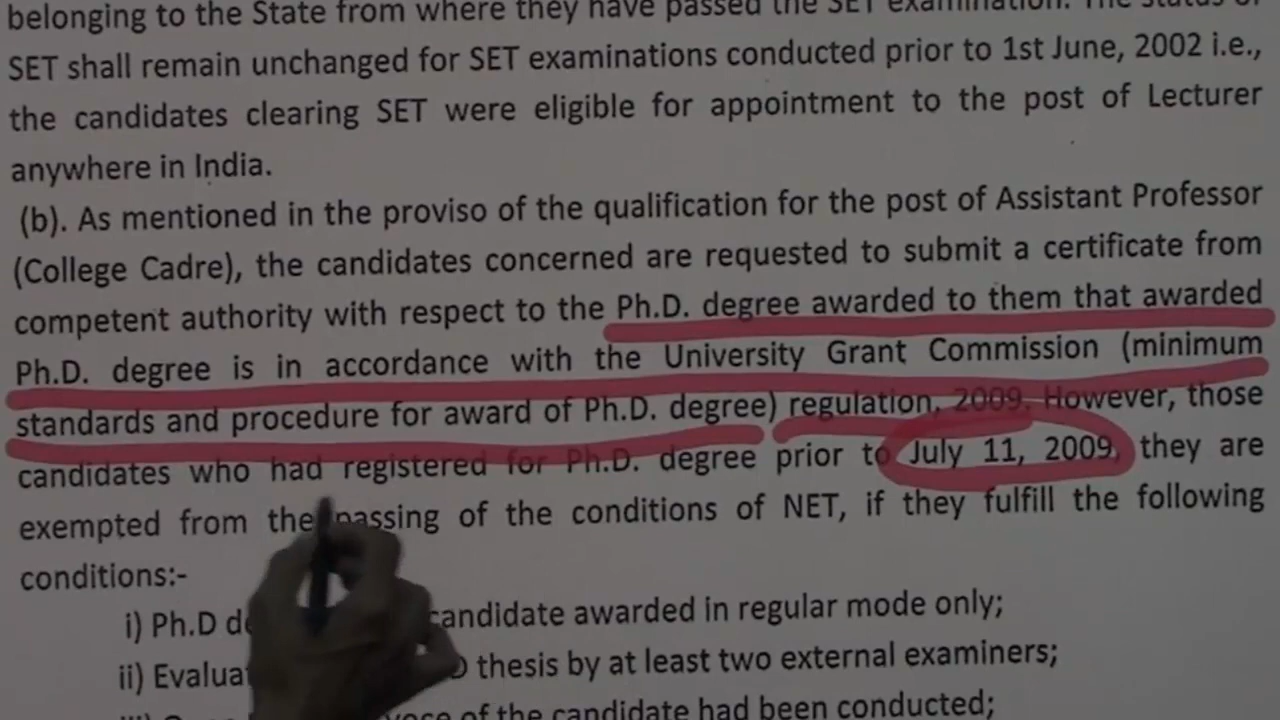 belonging to the State from where they have passed the SET examination. The status of
SET shall remain unchanged for SET examinations conducted prior to 1st June, 2002 i.e.,
the candidates clearing SET were eligible for appointment to the post of Lecturer
anywhere in India.
(b). As mentioned in the proviso of the qualification for the post of Assistant Professor
(College Cadre), the candidates concerned are requested to submit a certificate from
competent authority with respect to the Ph.D. degree awarded to them that awarded
Ph.D. degree is in accordance with the University Grant Commission (minimum
standards and procedure for award of Ph.D. degree) regulation, 2009. However, those
candidates who had registered for Ph.D. degree prior to July 11, 2009, they are
exempted from the passing of the conditions of NET, if they fulfill the following
conditions:-
i) Ph.D candidate awarded in regular mode only;
ii) thesis by at least two external examiners;
of the candidate had been conducted;